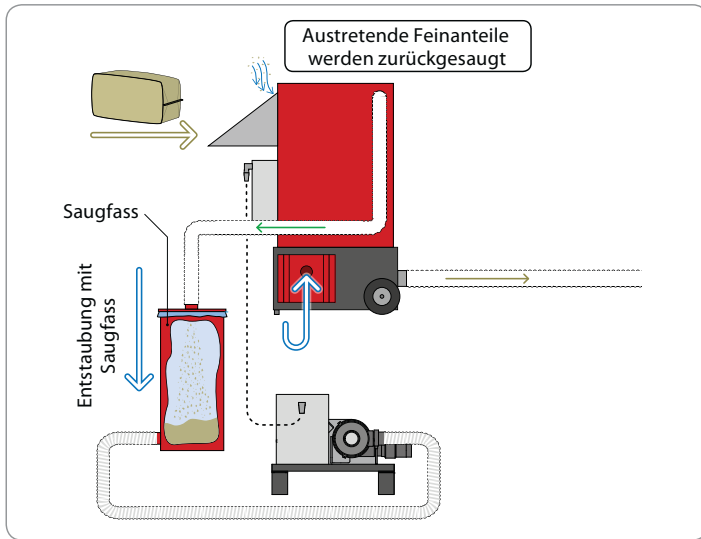 Austretende Feinanteile
werden zurückgesaugt
Saugfass
Entstaubung mit
Saugfass